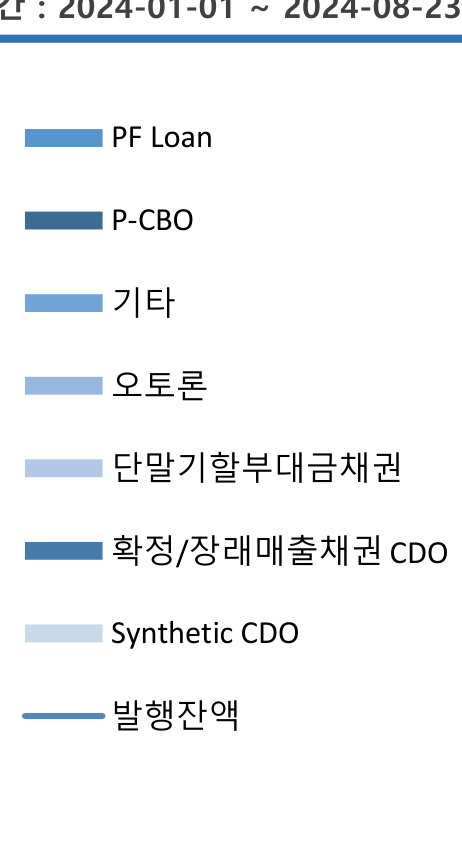 간 : 2024-01-01 ~ 2024-08-23
PF Loan
P-CBO
기타
오토론
단말기할부대금채권
확정/장래매출채권 CDO
Synthetic CDO
발행잔액